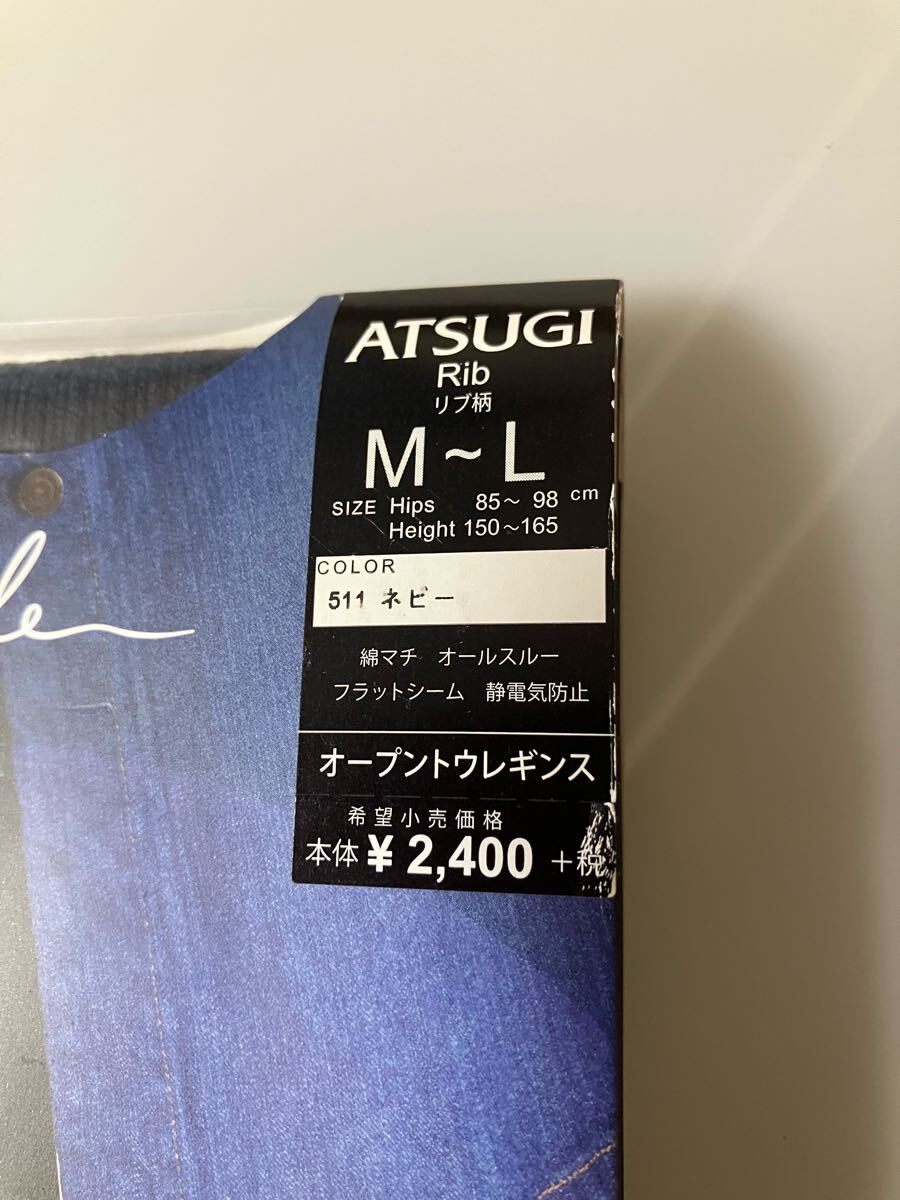 ATSUGI
Rib
リブ柄
M~L
SIZE Hips 85~ 98 cm
Height 150~165
COLOR
511 ネビー
綿マチ オールスルー
フラットシーム 静電気防止
オープントウレギンス
希望小売価格
本体 ¥ 2,400 +税